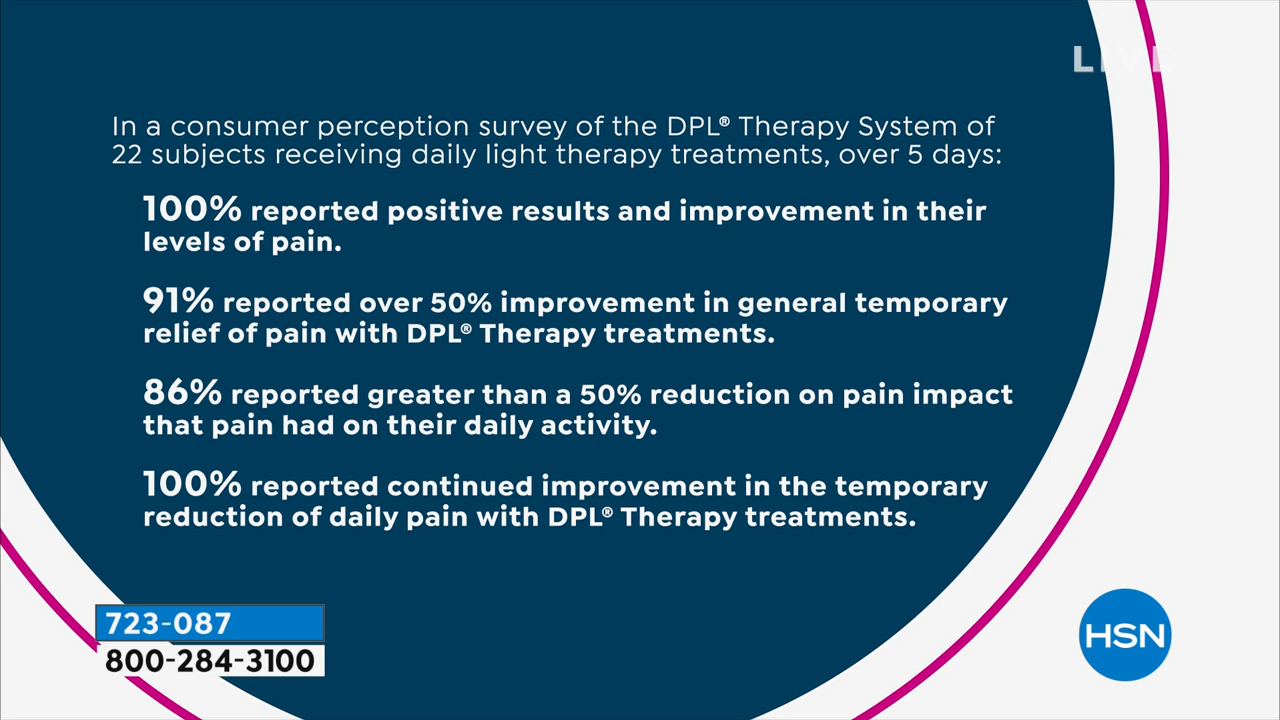 LIVE
In a consumer perception survey of the DPL® Therapy System of
22 subjects receiving daily light therapy treatments, over 5 days:
100% reported positive results and improvement in their
levels of pain.
91% reported over 50% improvement in general temporary
relief of pain with DPL® Therapy treatments.
86% reported greater than a 50% reduction on pain impact
that pain had on their daily activity.
100% reported continued improvement in the temporary
reduction of daily pain with DPL® Therapy treatments.
723-087
800-284-3100
HSN